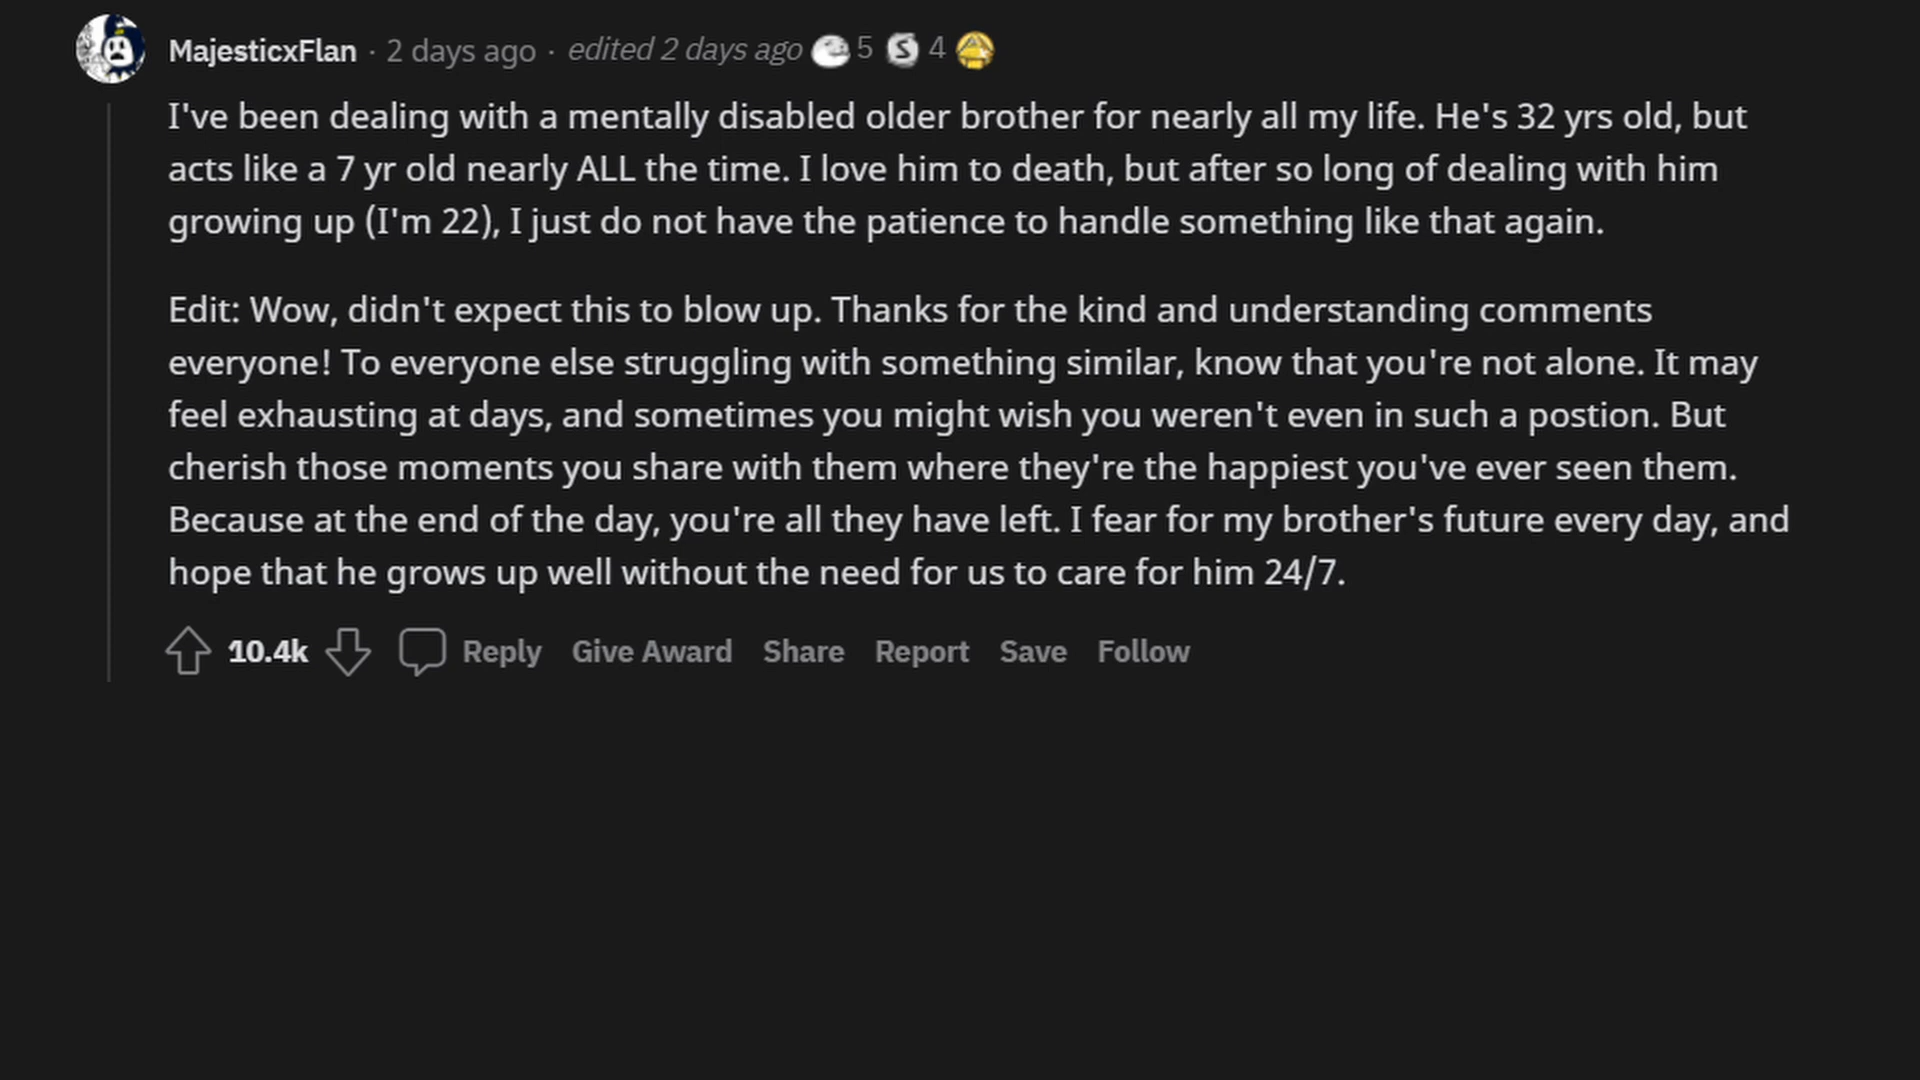 MajesticxFlan · 2 days ago · edited 2 days ago 5 S 4
I've been dealing with a mentally disabled older brother for nearly all my life. He's 32 yrs old, but
acts like a 7 yr old nearly ALL the time. I love him to death, but after so long of dealing with him
growing up (I'm 22), I just do not have the patience to handle something like that again.
Edit: Wow, didn't expect this to blow up. Thanks for the kind and understanding comments
everyone! To everyone else struggling with something similar, know that you're not alone. It may
feel exhausting at days, and sometimes you might wish you weren't even in such a postion. But
cherish those moments you share with them where they're the happiest you've ever seen them.
Because at the end of the day, you're all they have left. I fear for my brother's future every day, and
hope that he grows up well without the need for us to care for him 24/7.
10.4k Reply Give Award Share Report Save Follow